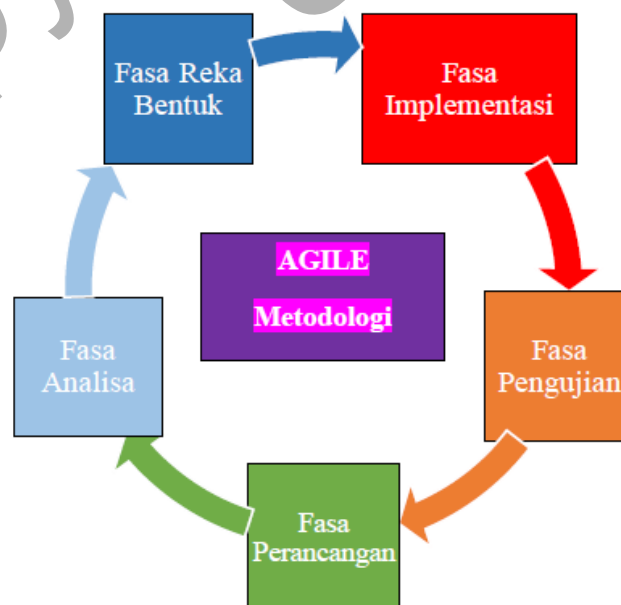 Fasa Reka
Bentuk
Fasa
Implementasi
AGILE
Metodologi
Fasa
Analisa
Fasa
Pengujian
Fasa
Perancangan